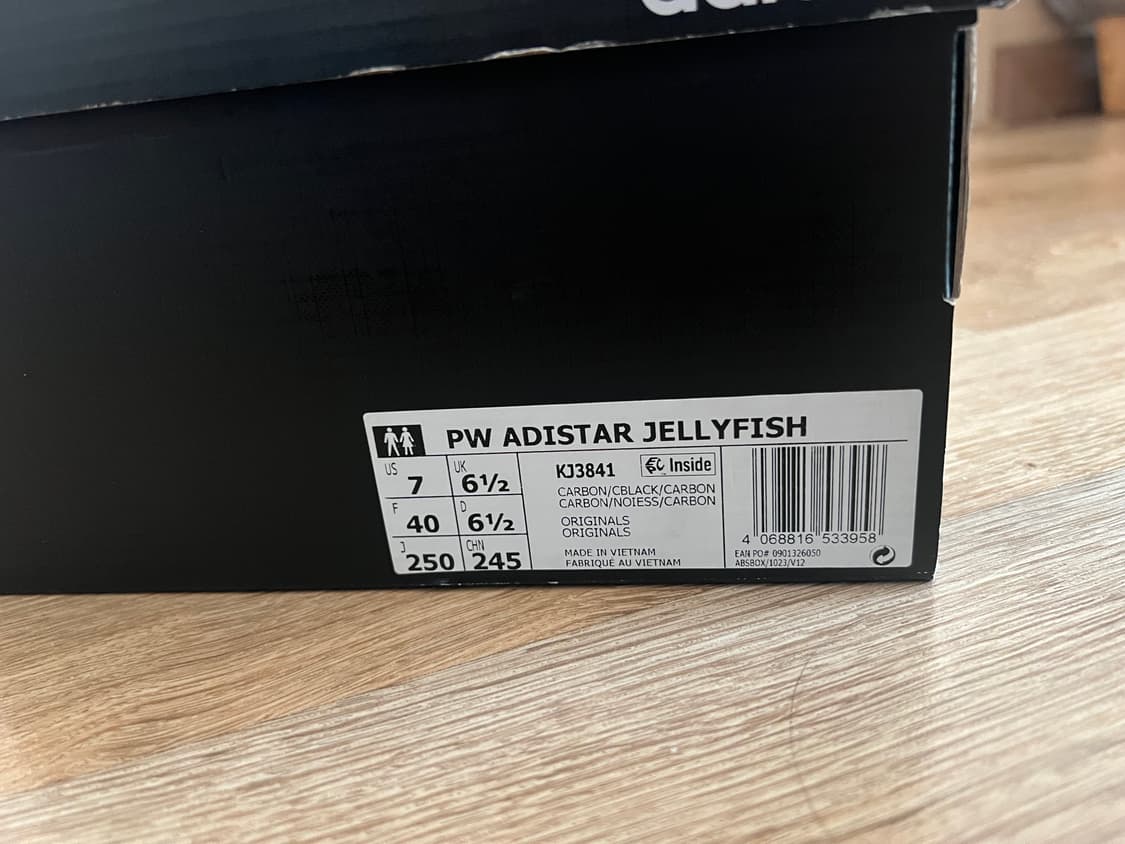 PW ADISTAR JELLYFISH
US 7 UK 6½
F 40 D 6½
J 250 CHN 245
KJ3841 Inside
CARBON/CBLACK/CARBON
CARBON/NOIESS/CARBON
ORIGINALS
ORIGINALS
MADE IN VIETNAM
FABRIQUÉ AU VIETNAM
4 068816 533958
EAN PO# 0901326050
ABSBOX/1023/V12